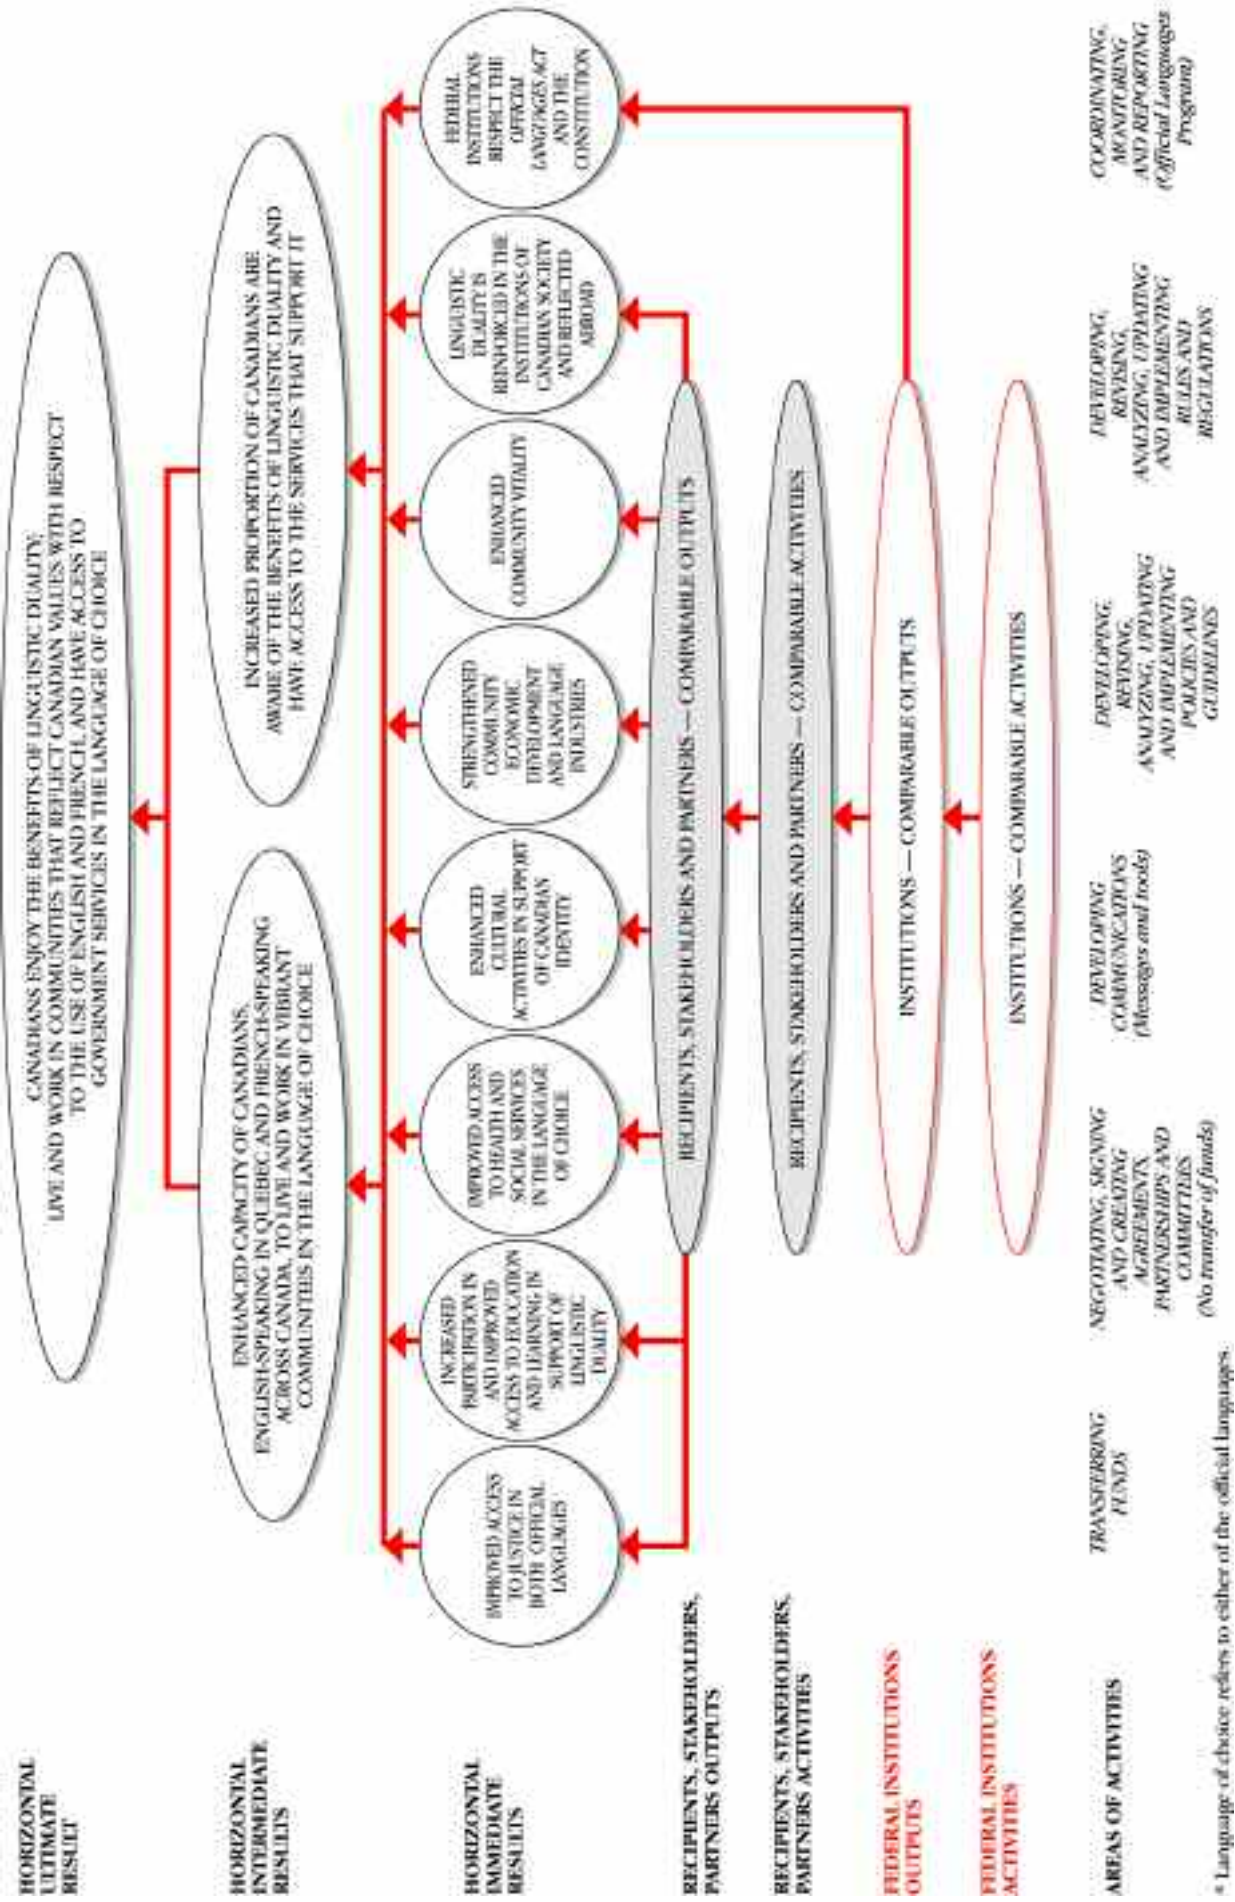 HORIZONTAL
ULTIMATE
RESULT
CANADIANS ENJOY THE BENEFITS OF LINGUISTIC DUALITY;
LIVE AND WORK IN COMMUNITIES THAT REFLECT CANADIAN VALUES WITH RESPECT
TO THE USE OF ENGLISH AND FRENCH, AND HAVE ACCESS TO
GOVERNMENT SERVICES IN THE LANGUAGE OF CHOICE
HORIZONTAL
INTERMEDIATE
RESULTS
ENHANCED CAPACITY OF CANADIANS,
ENGLISH-SPEAKING IN QUEBEC AND FRENCH-SPEAKING
ACROSS CANADA, TO LIVE AND WORK IN VIBRANT
COMMUNITIES IN THE LANGUAGE OF CHOICE
INCREASED PROPORTION OF CANADIANS ARE
AWARE OF THE BENEFITS OF LINGUISTIC DUALITY AND
HAVE ACCESS TO THE SERVICES THAT SUPPORT IT
HORIZONTAL
IMMEDIATE
RESULTS
IMPROVED ACCESS
TO JUSTICE IN
BOTH OFFICIAL
LANGLAGES
INCREASED
PARTICIPATION IN
AND IMPROVED
ACCESS TO EDUCATION
AND LEARNING IN
SUPPORT OF
LINGLISTIC
DUALITY
IMPROVED ACCESS
TO HEALTH AND
SOCIAL SERVICES
IN THE LANGUAGE
OF CHOICE
ENHANCED
CULTURAL
ACTIVITIES IN SUPPORT
OF CANADIAN
IDENTITY
STRENGTHENED
COMMUNITY
ECONOMIC
DEVELOPMENT
AND LANGUAGE
INDUSTRIES
ENHANCED
COMMUNITY VITALITY
LINGUISTIC
DUALITY IS
REINFORCED IN THE
INSTITUTIONS OF
CANADIAN SOCIETY
AND REFLECTED
ABROAD
FEDERAL
INSTITUTIONS
RESPECT THE
OFFICIAL
LANGUAGES ACT
AND THE
CONSTITUTION
RECIPIENTS, STAKEHOLDERS,
PARTNERS OUTPUTS
RECIPIENTS, STAKEHOLDERS AND PARTNERS — COMPARABLE OUTPUTS
RECIPIENTS, STAKEHOLDERS,
PARTNERS ACTIVITIES
RECIPIENTS, STAKEHOLDERS AND PARTNERS — COMPARABLE ACTIVITIES
FEDERAL INSTITUTIONS
OUTPUTS
INSTITUTIONS — COMPARABLE OUTPUTS
FEDERAL INSTITUTIONS
ACTIVITIES
INSTITUTIONS — COMPARABLE ACTIVITIES
AREAS OF ACTIVITIES
TRANSFERRING
FUNDS
NEGOTIATING, SIGNING
AND CREATING
AGREEMENTS,
PARTNERSHIPS AND
COMMITTEES
(No transfer of funds)
DEVELOPING
COMMUNICATIONS
(Messages and tools)
DEVELOPING,
REVISING,
ANALYZING, UPDATING
AND IMPLEMENTING
POLICIES AND
GUIDELINES
DEVELOPING,
REVISING,
ANALYZING, UPDATING
AND IMPLEMENTING
RULES AND
REGULATIONS
COORDINATING,
MONITORING
AND REPORTING
(Official Languages
Program)
* Language of choice refers to either of the official languages.